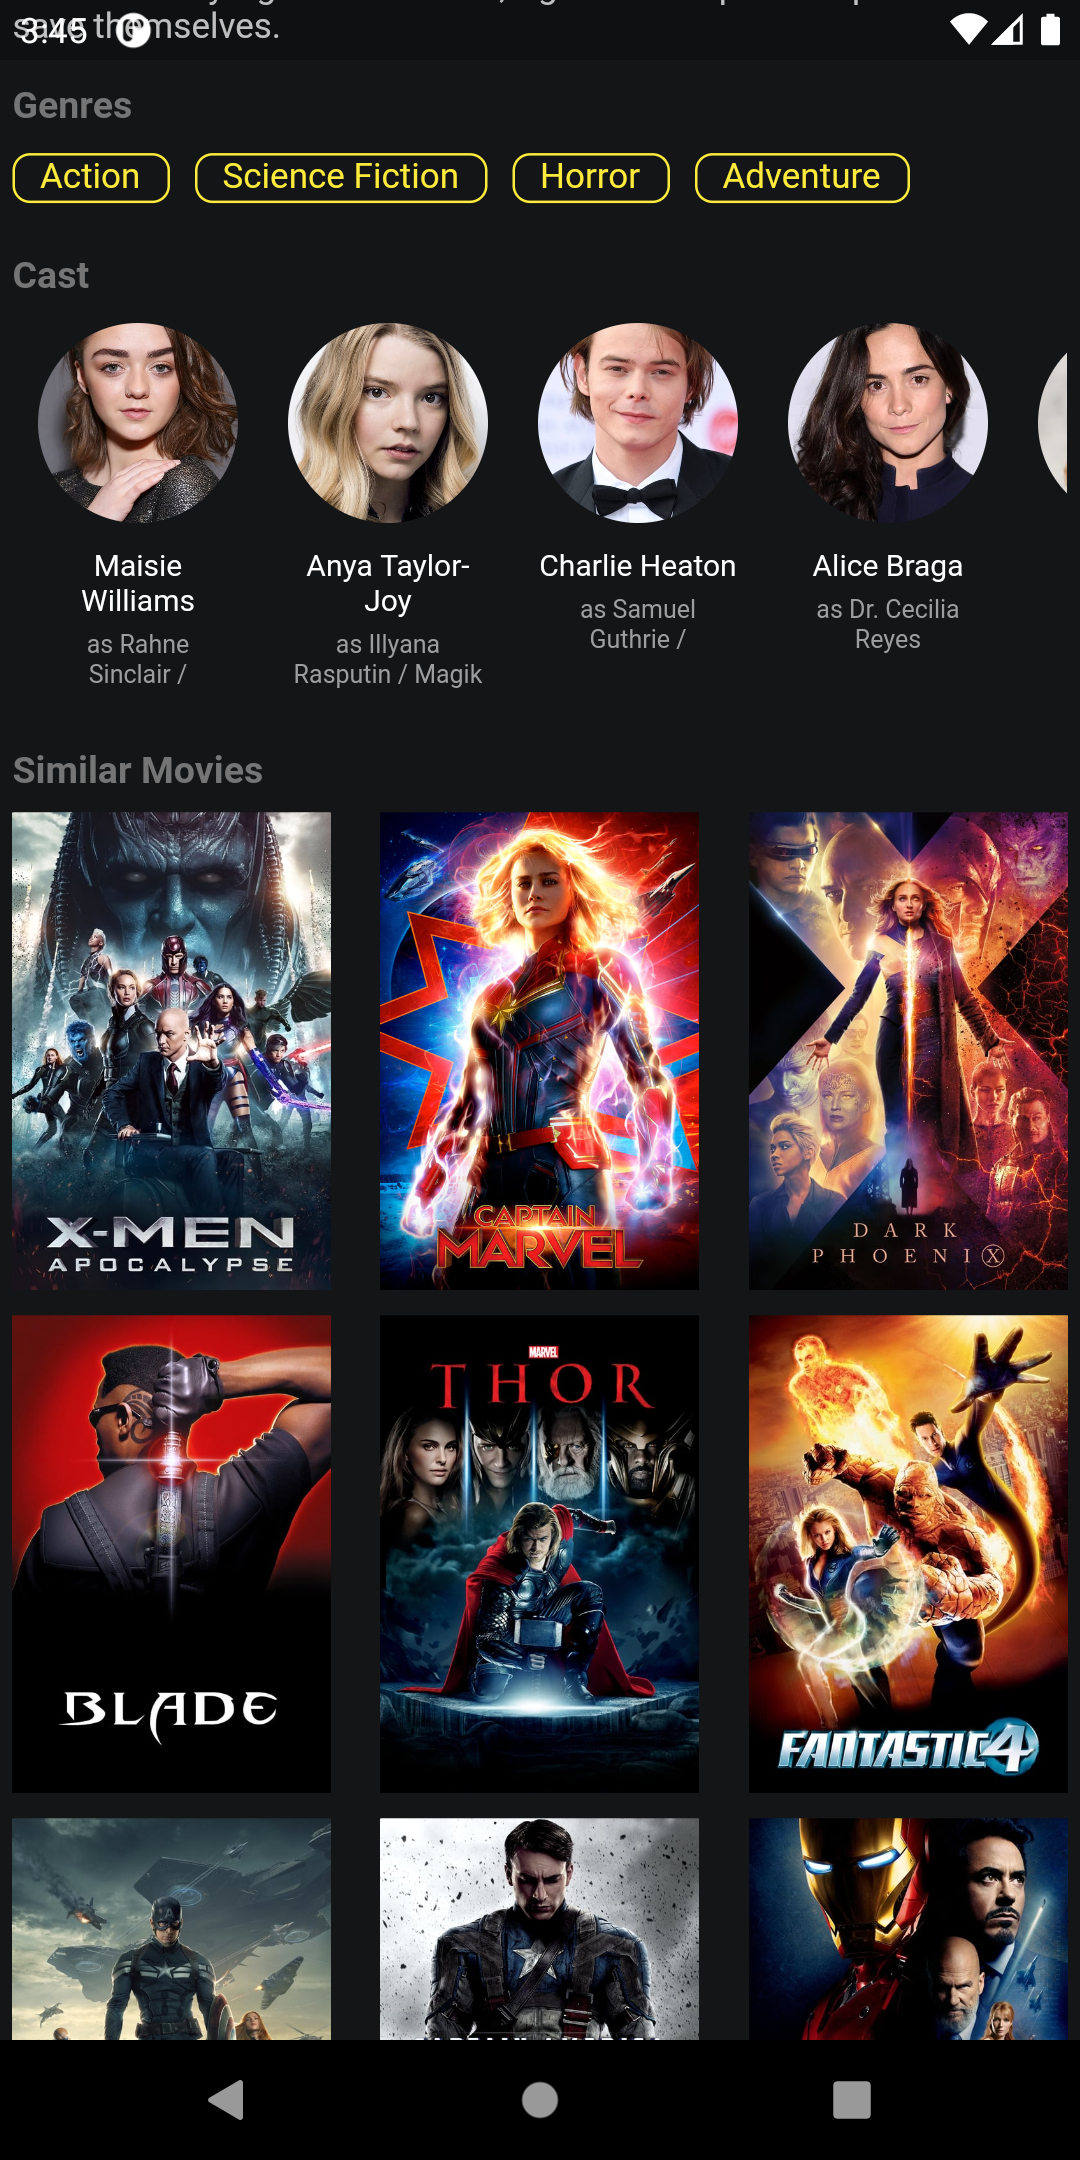 save themselves.
3:45
Genres
Action Science Fiction Horror Adventure
Cast
Maisie Williams
as Rahne Sinclair /
Anya Taylor-Joy
as Illyana Rasputin / Magik
Charlie Heaton
as Samuel Guthrie /
Alice Braga
as Dr. Cecilia Reyes
Similar Movies
X-MEN
APOCALYPSE
CAPTAIN
MARVEL
DARK
PHOENIX
BLADE
MARVEL
THOR
FANTASTIC 4